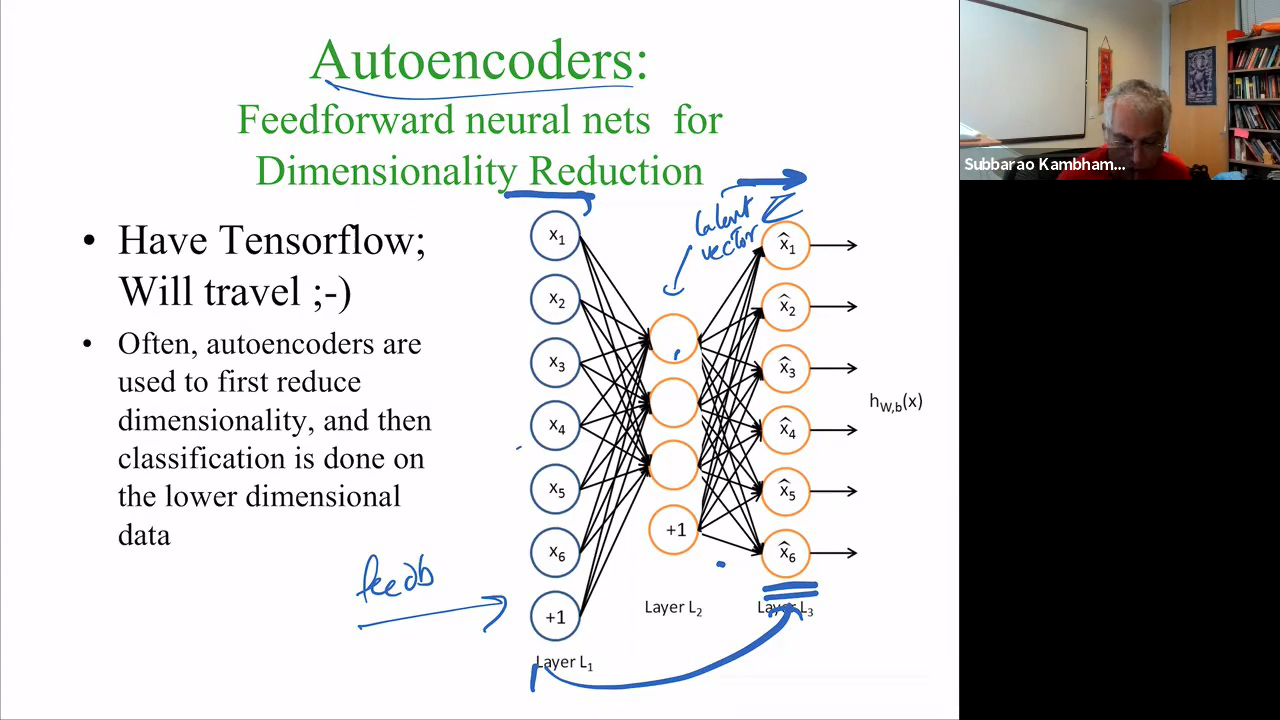 Autoencoders:
Feedforward neural nets for
Dimensionality Reduction
• Have Tensorflow;
Will travel ;-)
• Often, autoencoders are
used to first reduce
dimensionality, and then
classification is done on
the lower dimensional
data
latent
vector
x1
x2
x3
x4
x5
x6
+1
Layer L1
+1
Layer L2
x̂1
x̂2
x̂3
x̂4
x̂5
x̂6
Layer L3
hW,b(x)
feedb
Subbarao Kambham...